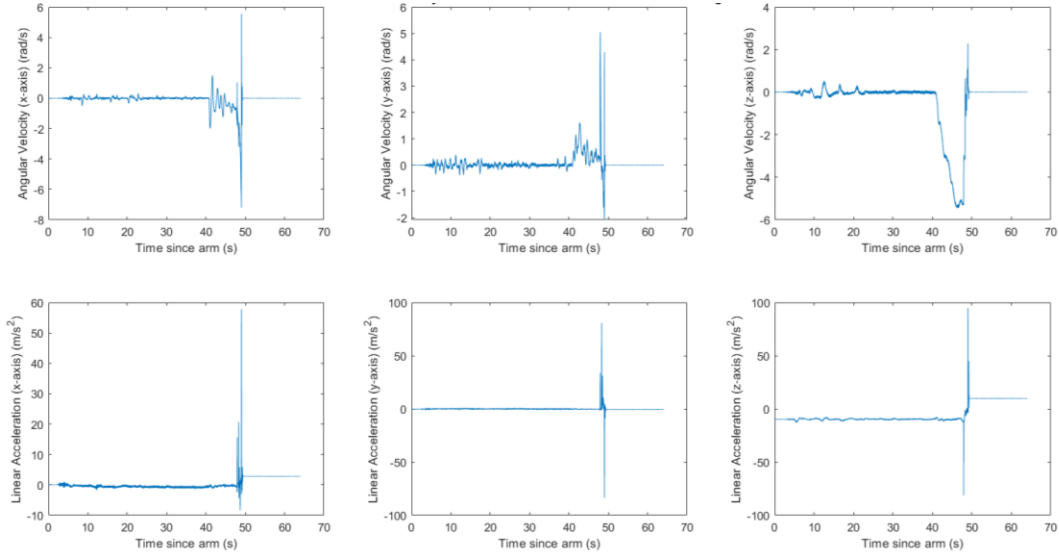 Angular Velocity (x-axis) (rad/s)
6
4
2
0
-2
-4
-6
-8
0 10 20 30 40 50 60 70
Time since arm (s)
Angular Velocity (y-axis) (rad/s)
6
5
4
3
2
1
0
-1
-2
0 10 20 30 40 50 60 70
Time since arm (s)
Angular Velocity (z-axis) (rad/s)
4
2
0
-2
-4
-6
0 10 20 30 40 50 60 70
Time since arm (s)
Linear Acceleration (x-axis) (m/s²)
60
50
40
30
20
10
0
-10
0 10 20 30 40 50 60 70
Time since arm (s)
Linear Acceleration (y-axis) (m/s²)
100
50
0
-50
-100
0 10 20 30 40 50 60 70
Time since arm (s)
Linear Acceleration (z-axis) (m/s²)
100
50
0
-50
-100
0 10 20 30 40 50 60 70
Time since arm (s)